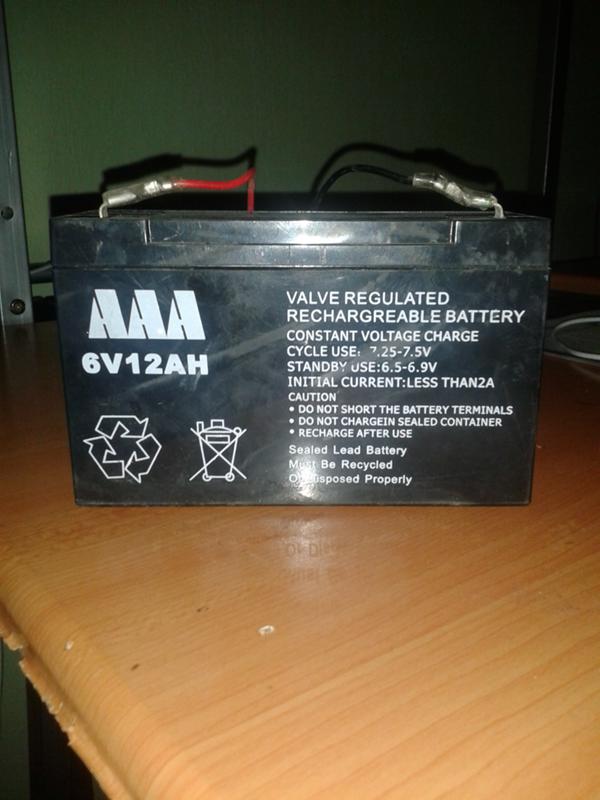 AAA
6V12AH
VALVE REGULATED
RECHARGREABLE BATTERY
CONSTANT VOLTAGE CHARGE
CYCLE USE: 7.25-7.5V
STANDBY USE:6.5-6.9V
INITIAL CURRENT:LESS THAN2A
CAUTION
• DO NOT SHORT THE BATTERY TERMINALS
• DO NOT CHARGEIN SEALED CONTAINER
• RECHARGE AFTER USE
Sealed Lead Battery
Must Be Recycled
Or Disposed Properly